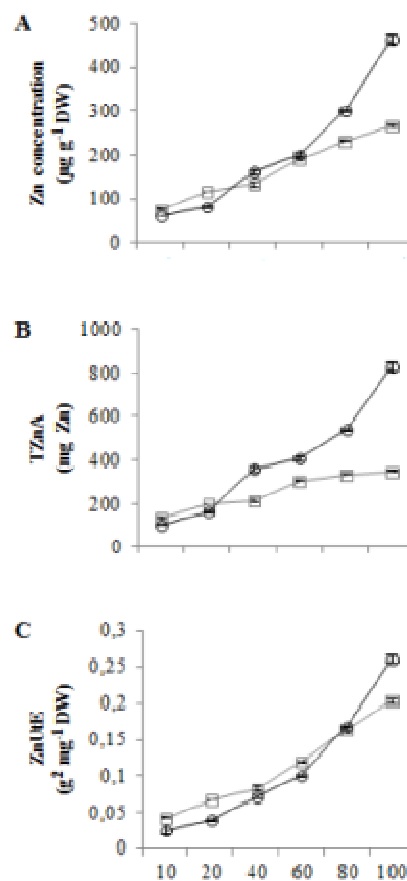 A
Zn concentration
(µg g-1 DW)
500
400
300
200
100
0
B
TZnA
(mg Zn)
1000
800
600
400
200
0
C
ZnUtE
(g2 mg-1 DW)
0,3
0,25
0,2
0,15
0,1
0,05
0
10 20 40 60 80 100